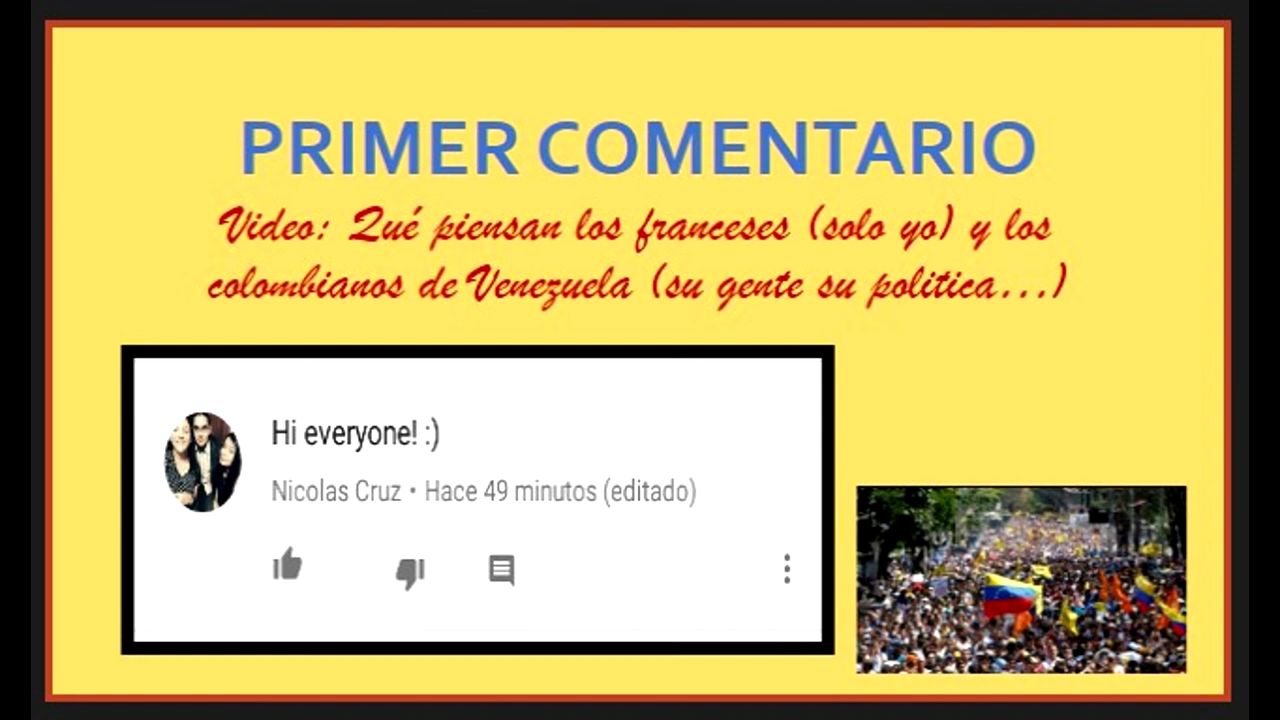 PRIMER COMENTARIO
Video: Qué piensan los franceses (solo yo) y los
colombianos de Venezuela (su gente su politica...)
Hi everyone! :)
Nicolas Cruz • Hace 49 minutos (editado)